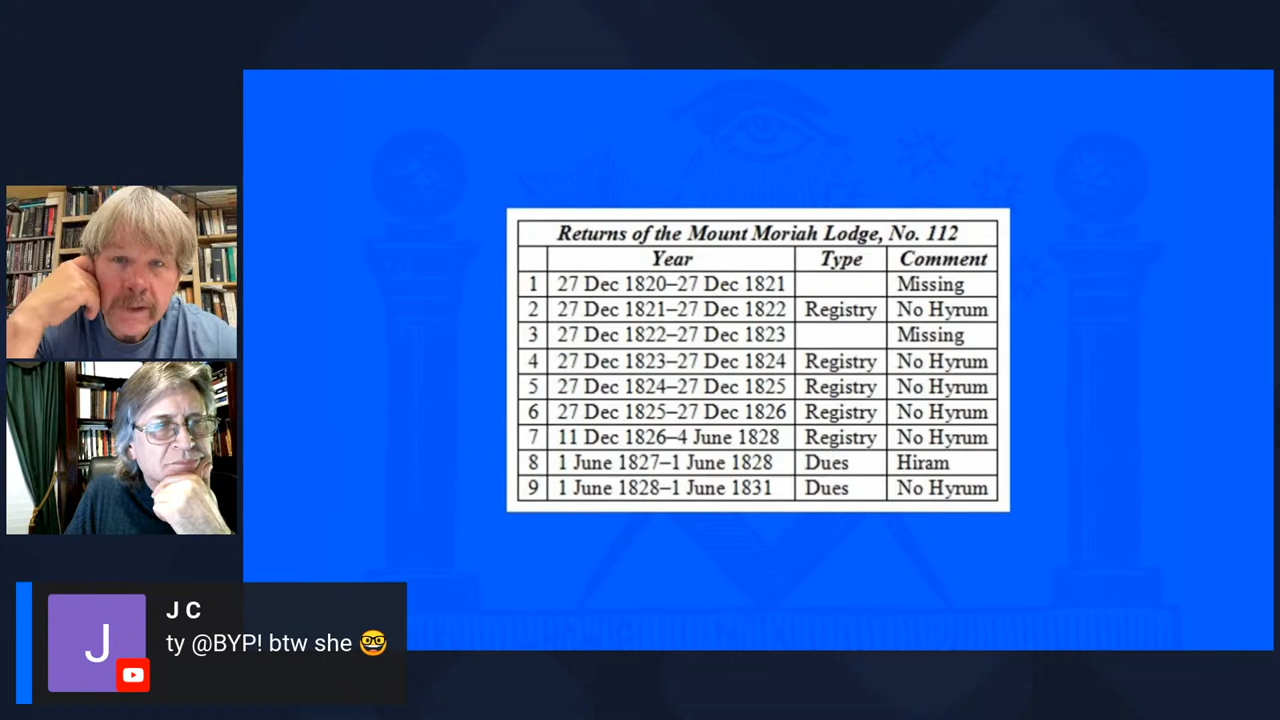 Returns of the Mount Moriah Lodge, No. 112
Year Type Comment
1 27 Dec 1820–27 Dec 1821 Missing
2 27 Dec 1821–27 Dec 1822 Registry No Hyrum
3 27 Dec 1822–27 Dec 1823 Missing
4 27 Dec 1823–27 Dec 1824 Registry No Hyrum
5 27 Dec 1824–27 Dec 1825 Registry No Hyrum
6 27 Dec 1825–27 Dec 1826 Registry No Hyrum
7 11 Dec 1826–4 June 1828 Registry No Hyrum
8 1 June 1827–1 June 1828 Dues Hiram
9 1 June 1828–1 June 1831 Dues No Hyrum
J
J C
ty @BYP! btw she 🤓